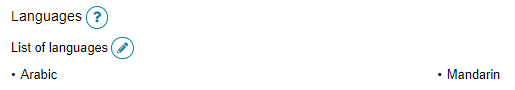 Languages ?
List of languages
• Arabic
• Mandarin